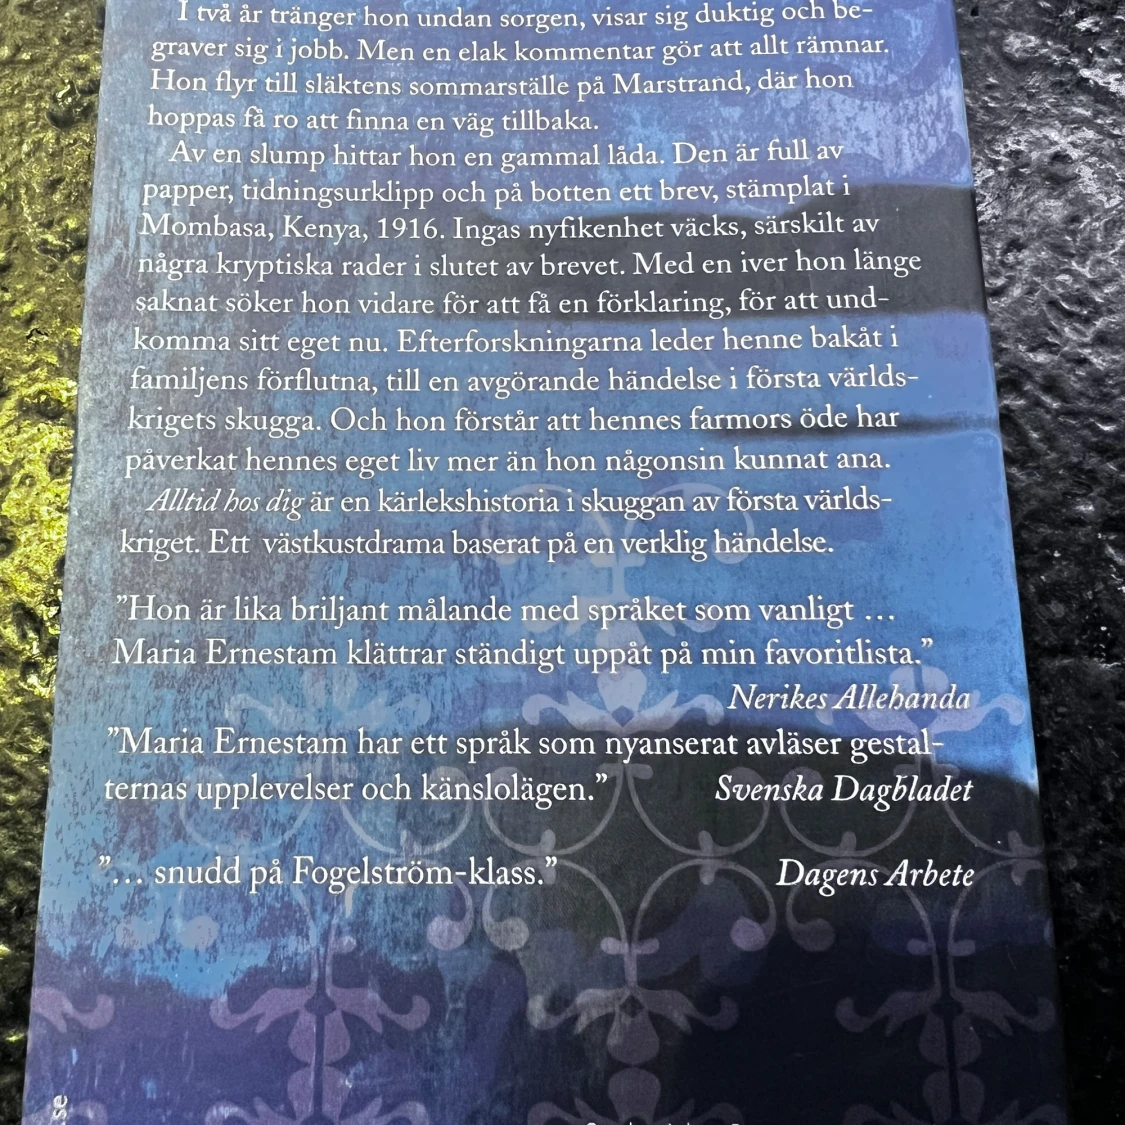 I två år tränger hon undan sorgen, visar sig duktig och be-
graver sig i jobb. Men en elak kommentar gör att allt rämnar.
Hon flyr till släktens sommarställe på Marstrand, där hon
hoppas få ro att finna en väg tillbaka.
Av en slump hittar hon en gammal låda. Den är full av
papper, tidningsurklipp och på botten ett brev, stämplat i
Mombasa, Kenya, 1916. Ingas nyfikenhet väcks, särskilt av
några kryptiska rader i slutet av brevet. Med en iver hon länge
saknat söker hon vidare för att få en förklaring, för att und-
komma sitt eget nu. Efterforskningarna leder henne bakåt i
familjens förflutna, till en avgörande händelse i första världs-
krigets skugga. Och hon förstår att hennes farmors öde har
påverkat hennes eget liv mer än hon någonsin kunnat ana.
Alltid hos dig är en kärlekshistoria i skuggan av första världs-
kriget. Ett västkustdrama baserat på en verklig händelse.
”Hon är lika briljant målande med språket som vanligt …
Maria Ernestam klättrar ständigt uppåt på min favoritlista.”
Nerikes Allehanda
”Maria Ernestam har ett språk som nyanserat avläser gestal-
ternas upplevelser och känslolägen.” Svenska Dagbladet
”… snudd på Fogelström-klass.” Dagens Arbete
.se